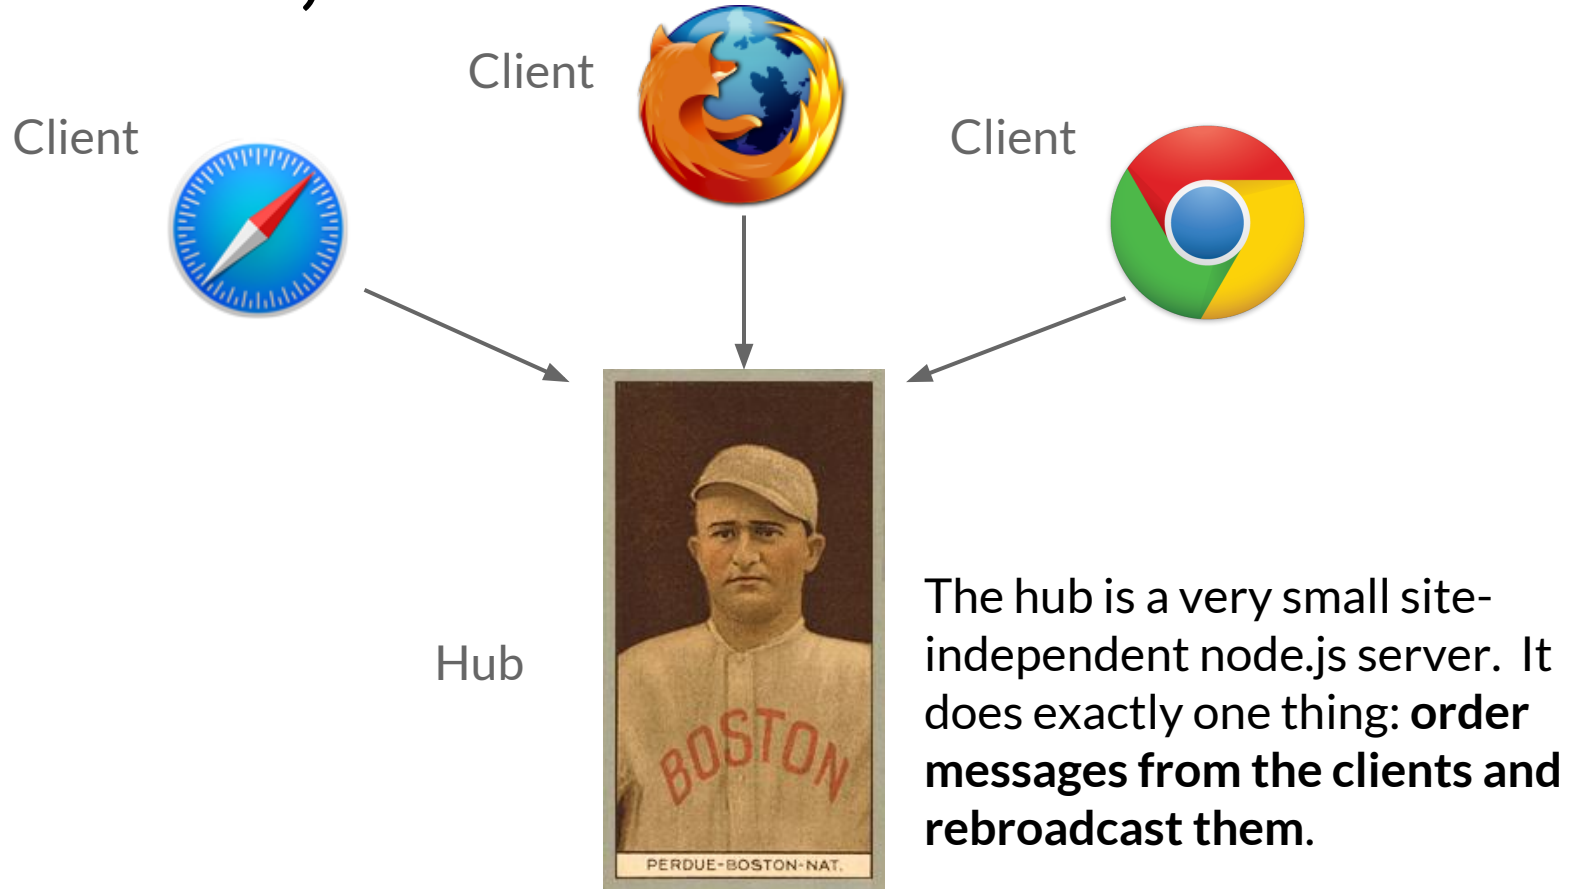 Client
Client
Client
Hub
BOSTON
PERDUE-BOSTON-NAT.
The hub is a very small site-
independent node.js server.  It
does exactly one thing: order
messages from the clients and
rebroadcast them.